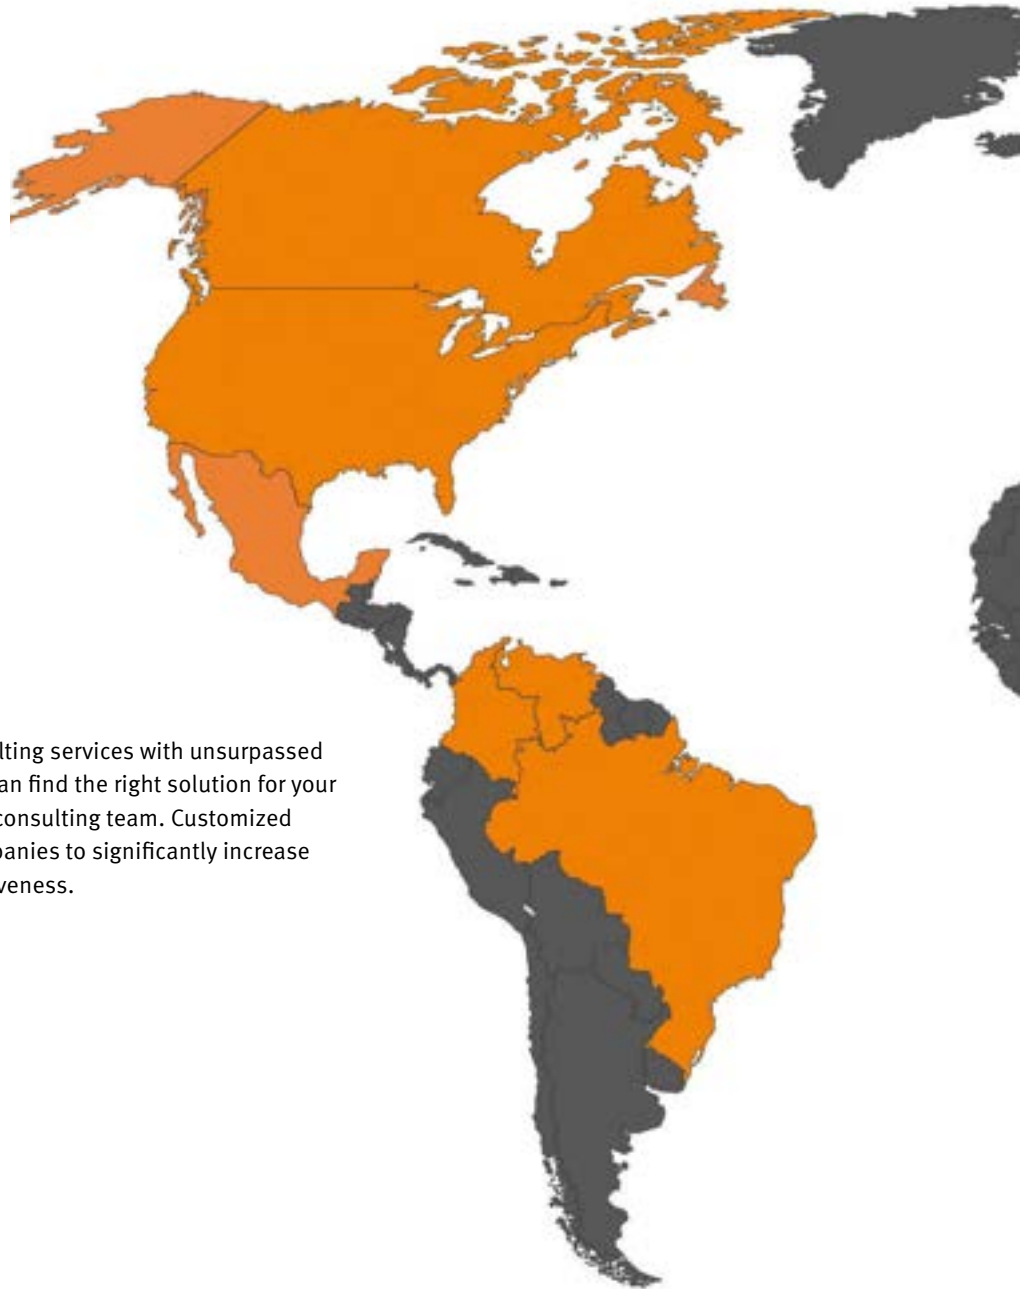 lting services with unsurpassed
an find the right solution for your
consulting team. Customized
panies to significantly increase
veness.